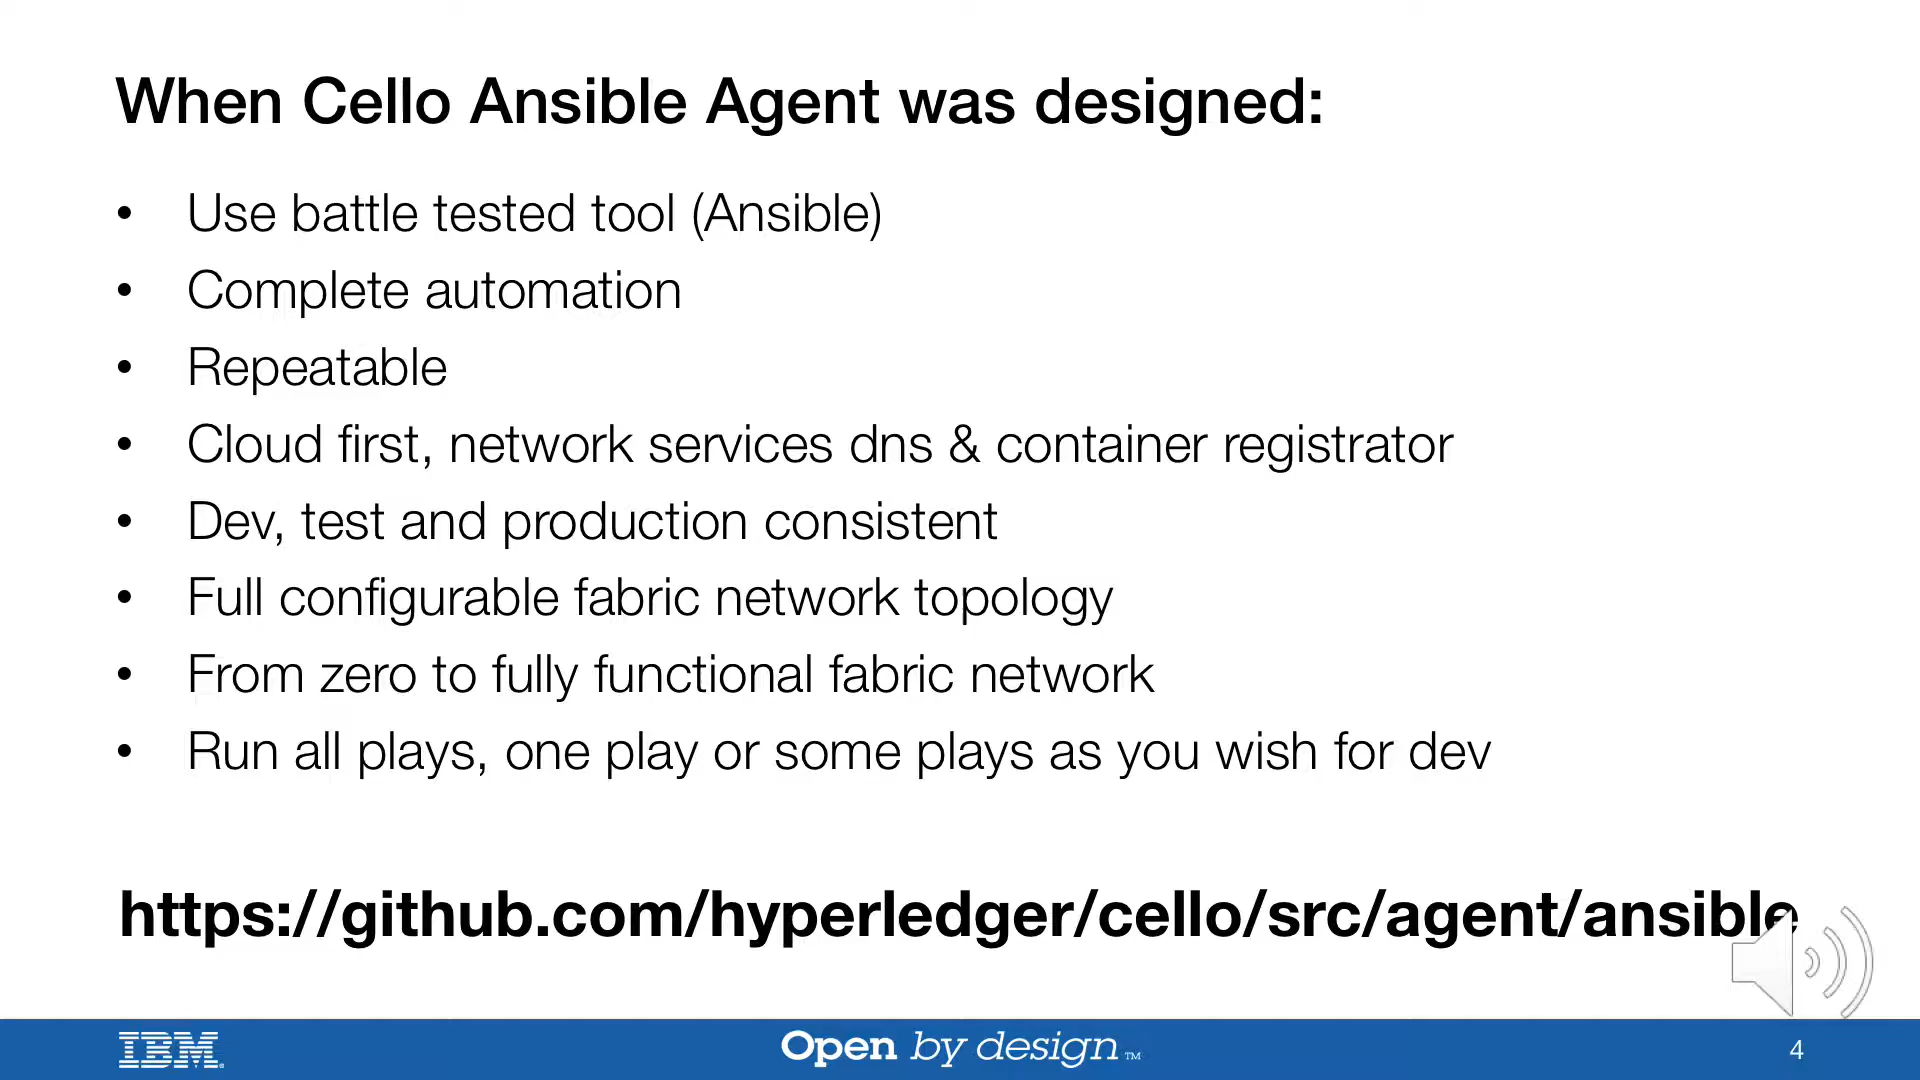 When Cello Ansible Agent was designed:
• Use battle tested tool (Ansible)
• Complete automation
• Repeatable
• Cloud first, network services dns & container registrator
• Dev, test and production consistent
• Full configurable fabric network topology
• From zero to fully functional fabric network
• Run all plays, one play or some plays as you wish for dev
https://github.com/hyperledger/cello/src/agent/ansible
IBM®
Open by design™
4